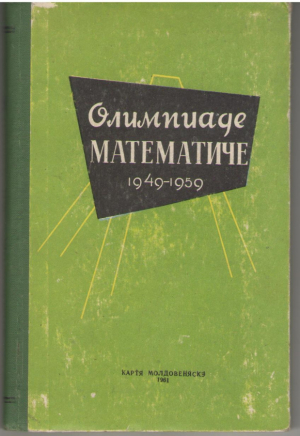 Олимпиаде
МАТЕМАТИЧЕ
1949-1959
КАРТЯ МОЛДОВЕНЯСКЭ
1961